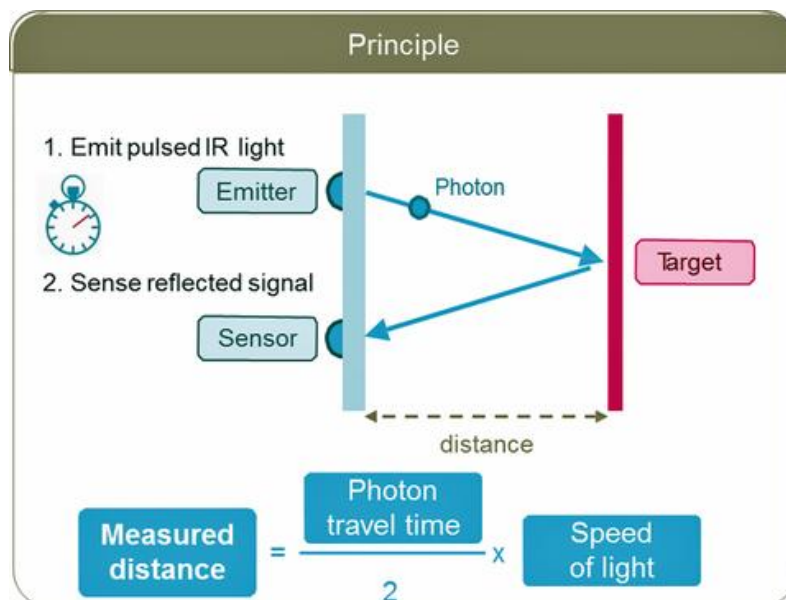 Principle
1. Emit pulsed IR light
Emitter
Photon
2. Sense reflected signal
Target
Sensor
distance
Measured
distance
=
Photon
travel time
2
x
Speed
of light